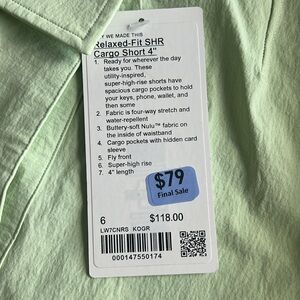 WHY WE MADE THIS
Relaxed-Fit SHR
Cargo Short 4"
1. Ready for wherever the day
takes you. These
utility-inspired,
super-high-rise shorts have
spacious cargo pockets to hold
your keys, phone, wallet, and
then some
2. Fabric is four-way stretch and
water-repellent
3. Buttery-soft Nulu™ fabric on
the inside of waistband
4. Cargo pockets with hidden card
sleeve
5. Fly front
6. Super-high rise
7. 4" length
$79
Final Sale
6 $118.00
LW7CNRS KOGR
000147550174